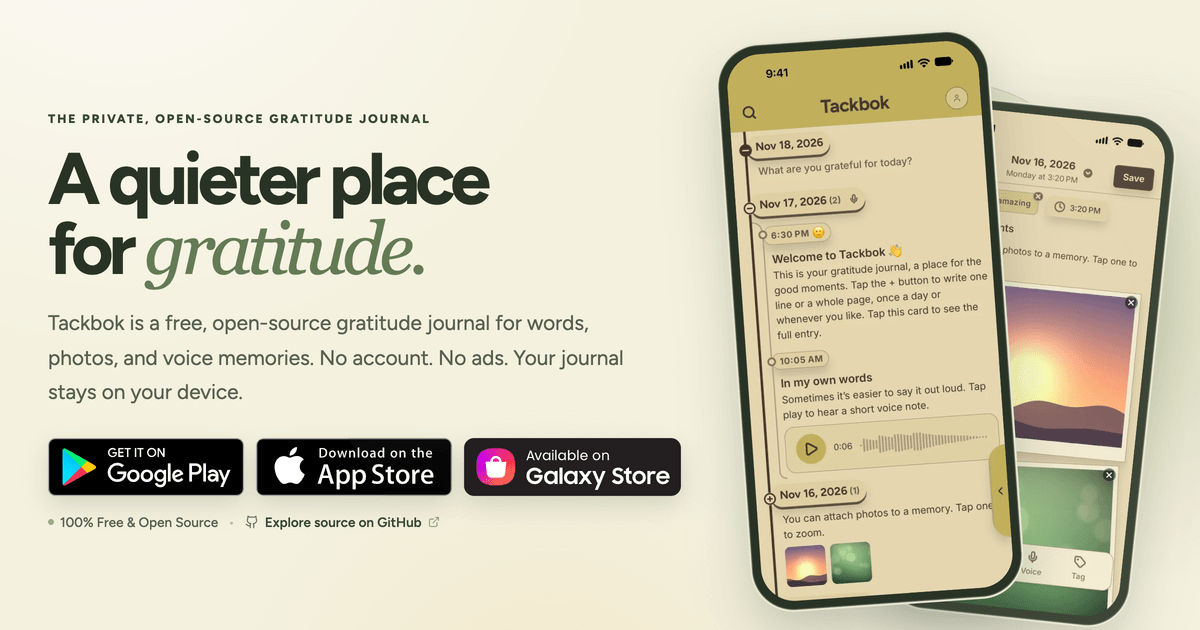 THE PRIVATE, OPEN-SOURCE GRATITUDE JOURNAL
A quieter place
for gratitude.
Tackbok is a free, open-source gratitude journal for words,
photos, and voice memories. No account. No ads. Your journal
stays on your device.
GET IT ON
Google Play
Download on the
App Store
Available on
Galaxy Store
100% Free & Open Source • Explore source on GitHub
9:41
Tackbok
Nov 18, 2026
What are you grateful for today?
Nov 17, 2026 (2)
6:30 PM 🙂
Welcome to Tackbok 👋
This is your gratitude journal, a place for the
good moments. Tap the + button to write one
line or a whole page, once a day or
whenever you like. Tap this card to see the
full entry.
10:05 AM
In my own words
Sometimes it's easier to say it out loud. Tap
play to hear a short voice note.
0:06
Nov 16, 2026 (1)
You can attach photos to a memory. Tap one
to zoom.
Nov 16, 2026
Monday at 3:20 PM
Save
amazing
3:20 PM
nts
photos to a memory. Tap one to
Voice
Tag